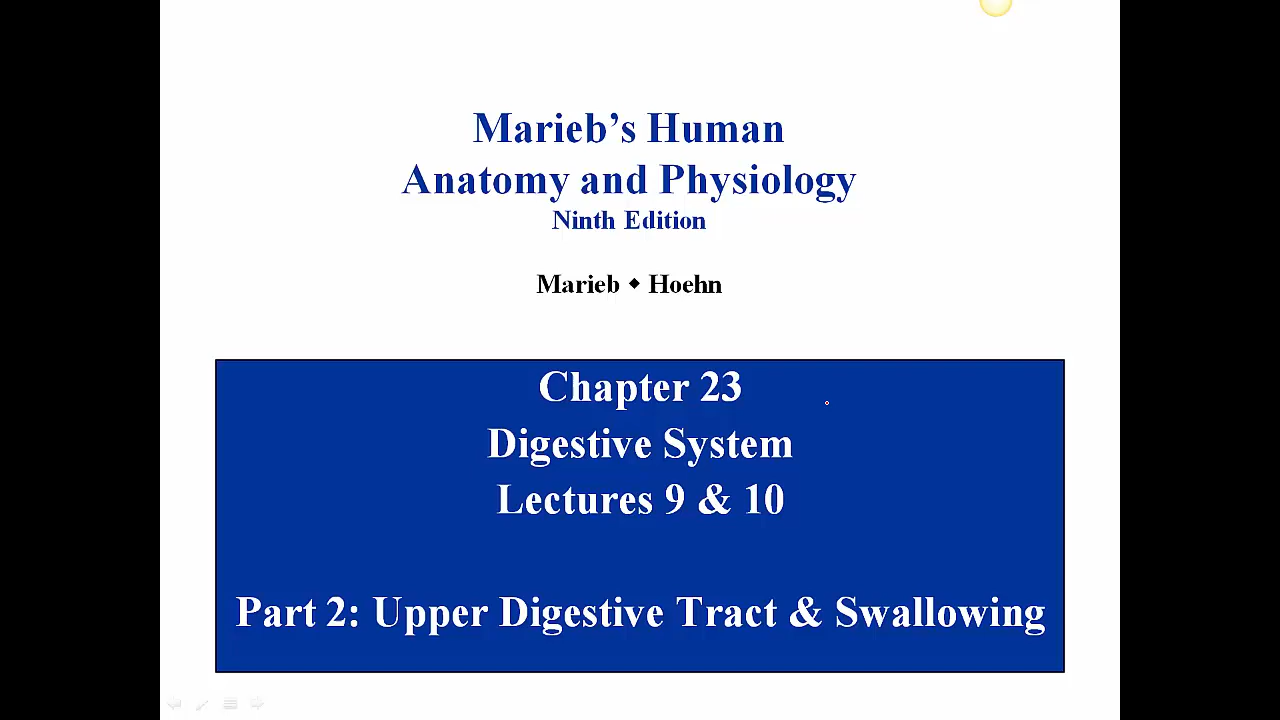 Marieb’s Human
Anatomy and Physiology
Ninth Edition
Marieb ◆ Hoehn
Chapter 23
Digestive System
Lectures 9 & 10
Part 2: Upper Digestive Tract & Swallowing